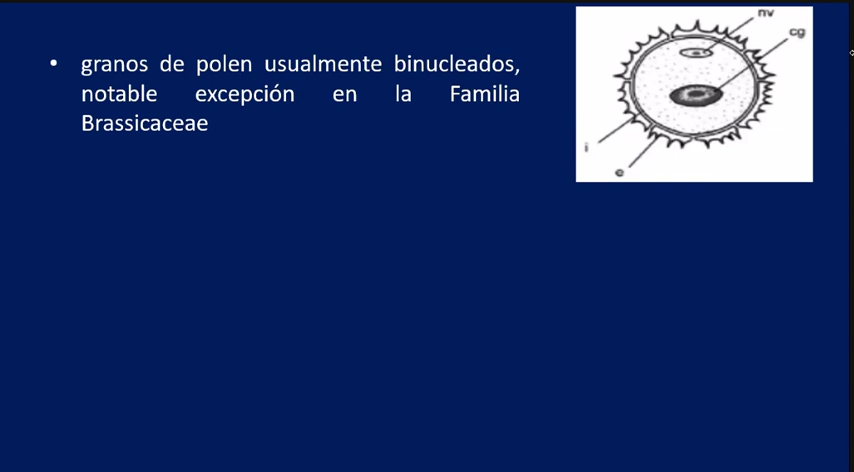 granos de polen usualmente binucleados,
notable excepción en la Familia
Brassicaceae
nv
cg
i
e